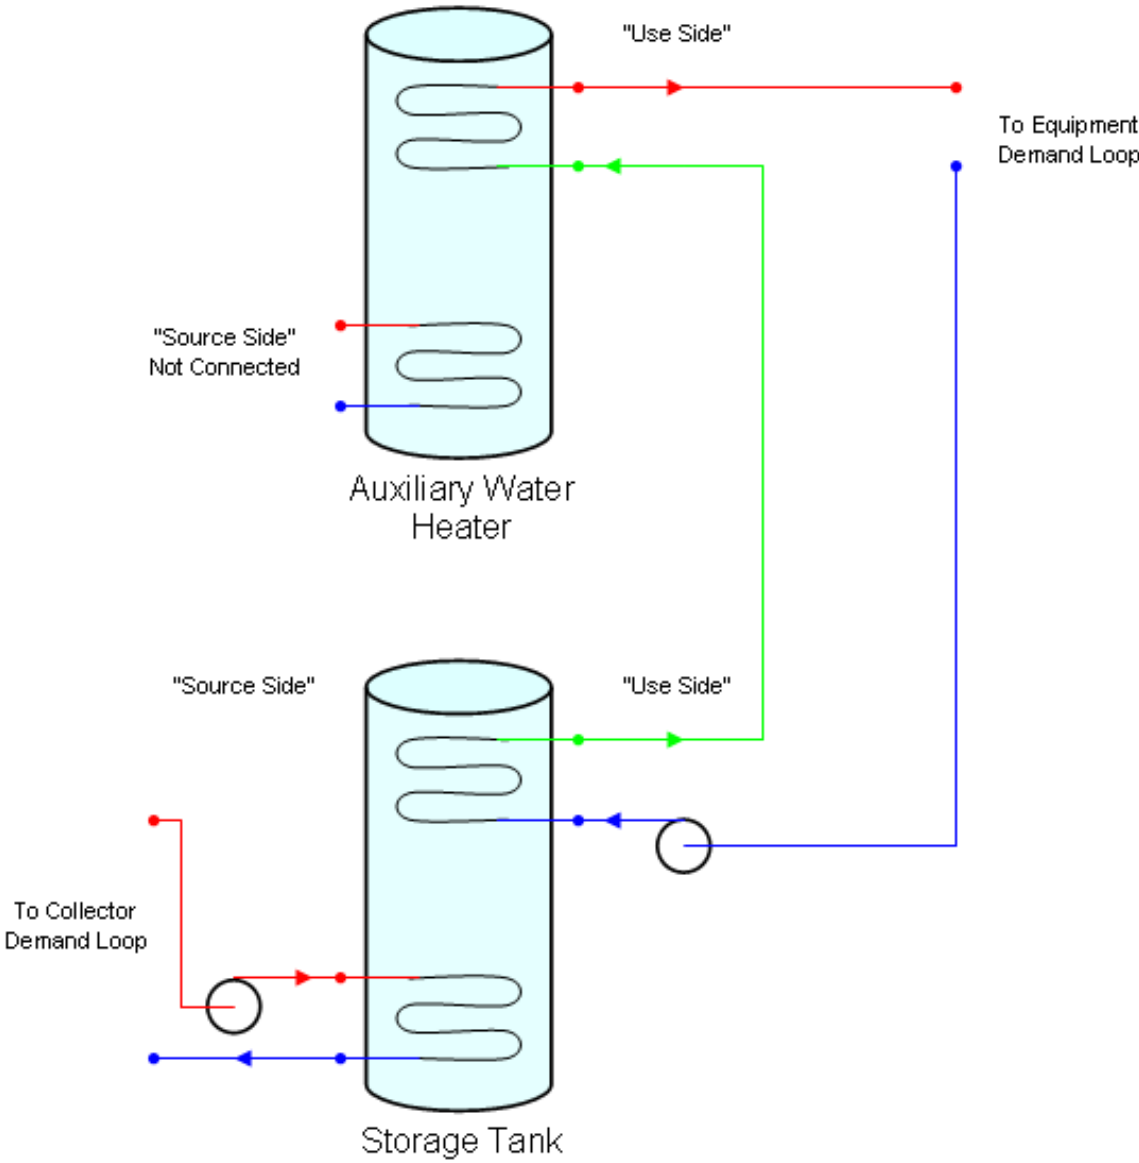 "Use Side"
To Equipment
Demand Loop
"Source Side"
Not Connected
Auxiliary Water
Heater
"Source Side"
"Use Side"
To Collector
Demand Loop
Storage Tank